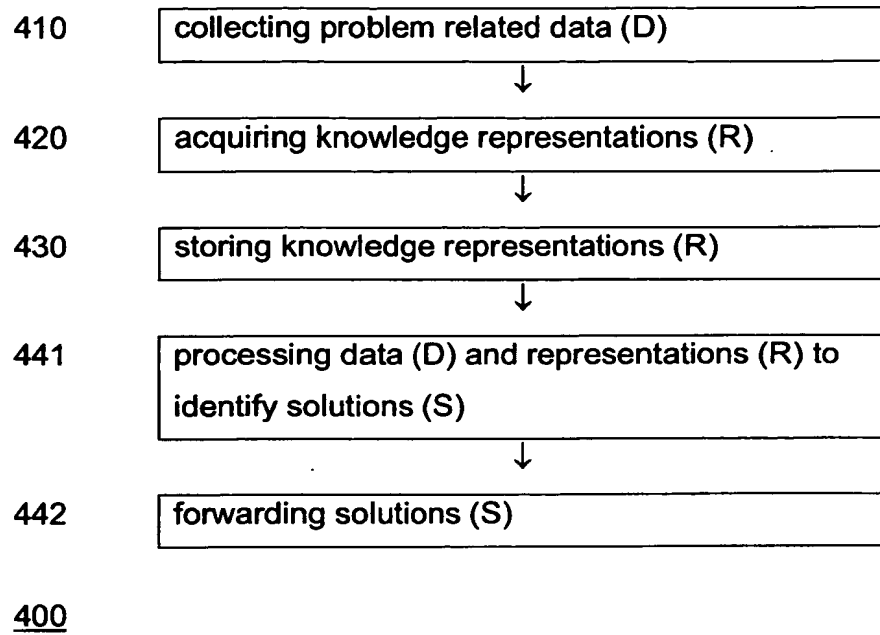 410 collecting problem related data (D)
↓
420 acquiring knowledge representations (R)
↓
430 storing knowledge representations (R)
↓
441 processing data (D) and representations (R) to
identify solutions (S)
↓
442 forwarding solutions (S)
400